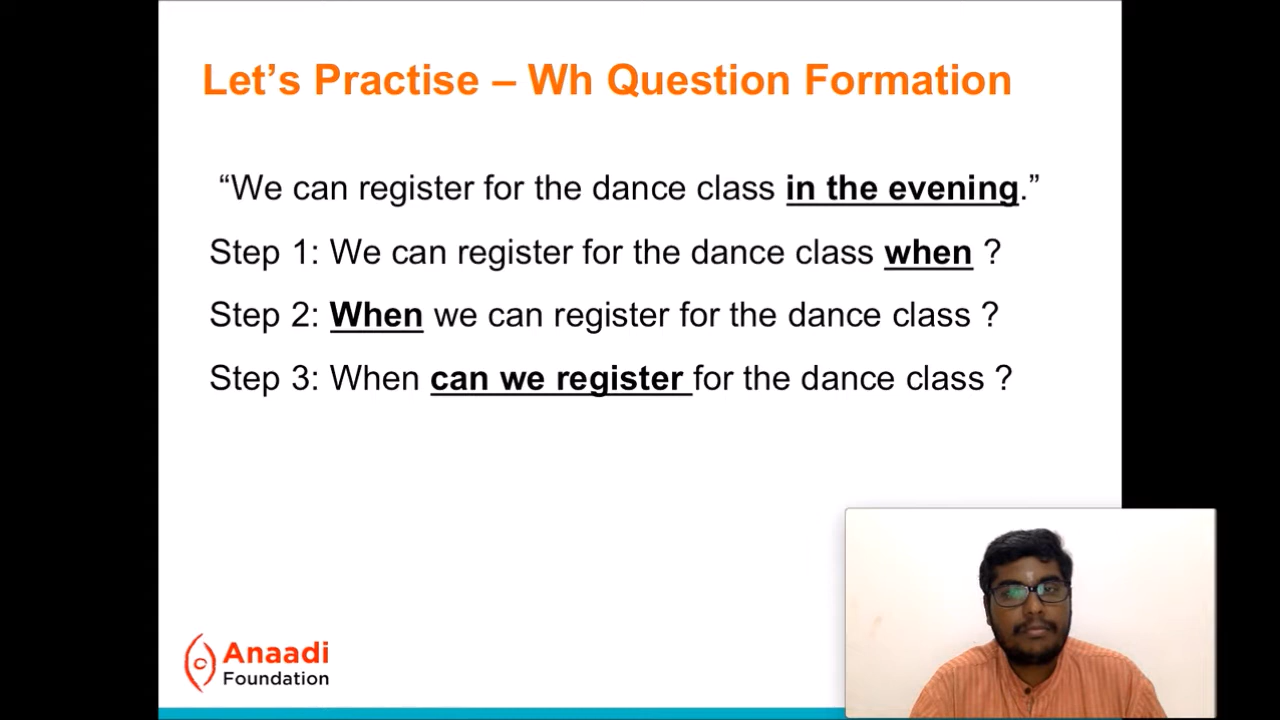 Let’s Practise – Wh Question Formation
“We can register for the dance class in the evening.”
Step 1: We can register for the dance class when ?
Step 2: When we can register for the dance class ?
Step 3: When can we register for the dance class ?
Anaadi
Foundation